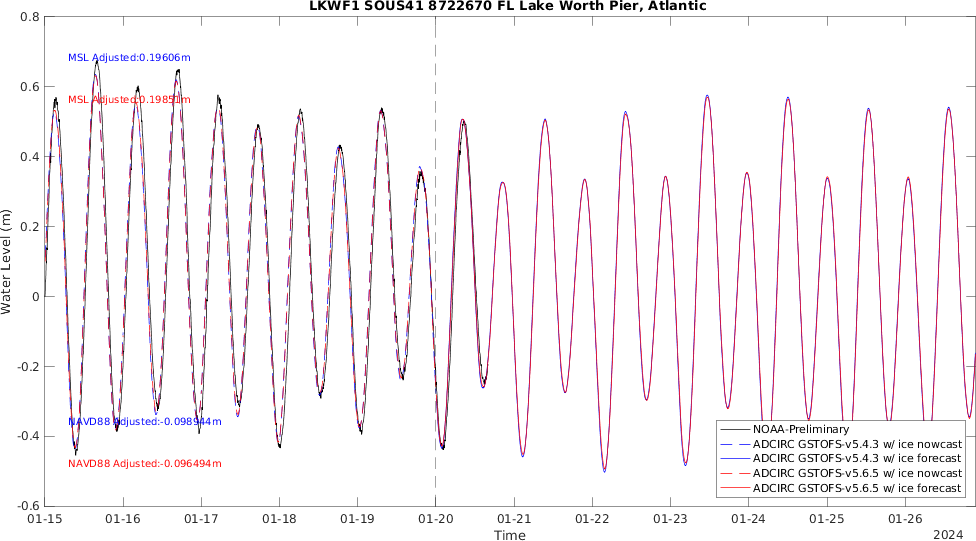 LKWF1 SOUS41 8722670 FL Lake Worth Pier, Atlantic
0.8
0.6
0.4
0.2
0
-0.2
-0.4
-0.6
Water Level (m)
MSL Adjusted:0.19606m
MSL Adjusted:0.19851m
NAVD88 Adjusted:-0.098944m
NAVD88 Adjusted:-0.096494m
NOAA-Preliminary
ADCIRC GSTOFS-v5.4.3 w/ ice nowcast
ADCIRC GSTOFS-v5.4.3 w/ ice forecast
ADCIRC GSTOFS-v5.6.5 w/ ice nowcast
ADCIRC GSTOFS-v5.6.5 w/ ice forecast
01-15 01-16 01-17 01-18 01-19 01-20 01-21 01-22 01-23 01-24 01-25 01-26
Time
2024